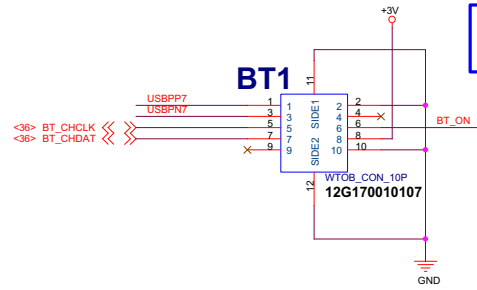 +3V
BT1
11
USBPP7
USBPN7
1 1 SIDE1 2 2
3 3 4 4
<36> BT_CHCLK 5 5 6 6 BT_ON
<36> BT_CHDAT 7 7 SIDE2 8 8
9 9 10 10
12
WTOB_CON_10P
12G170010107
GND